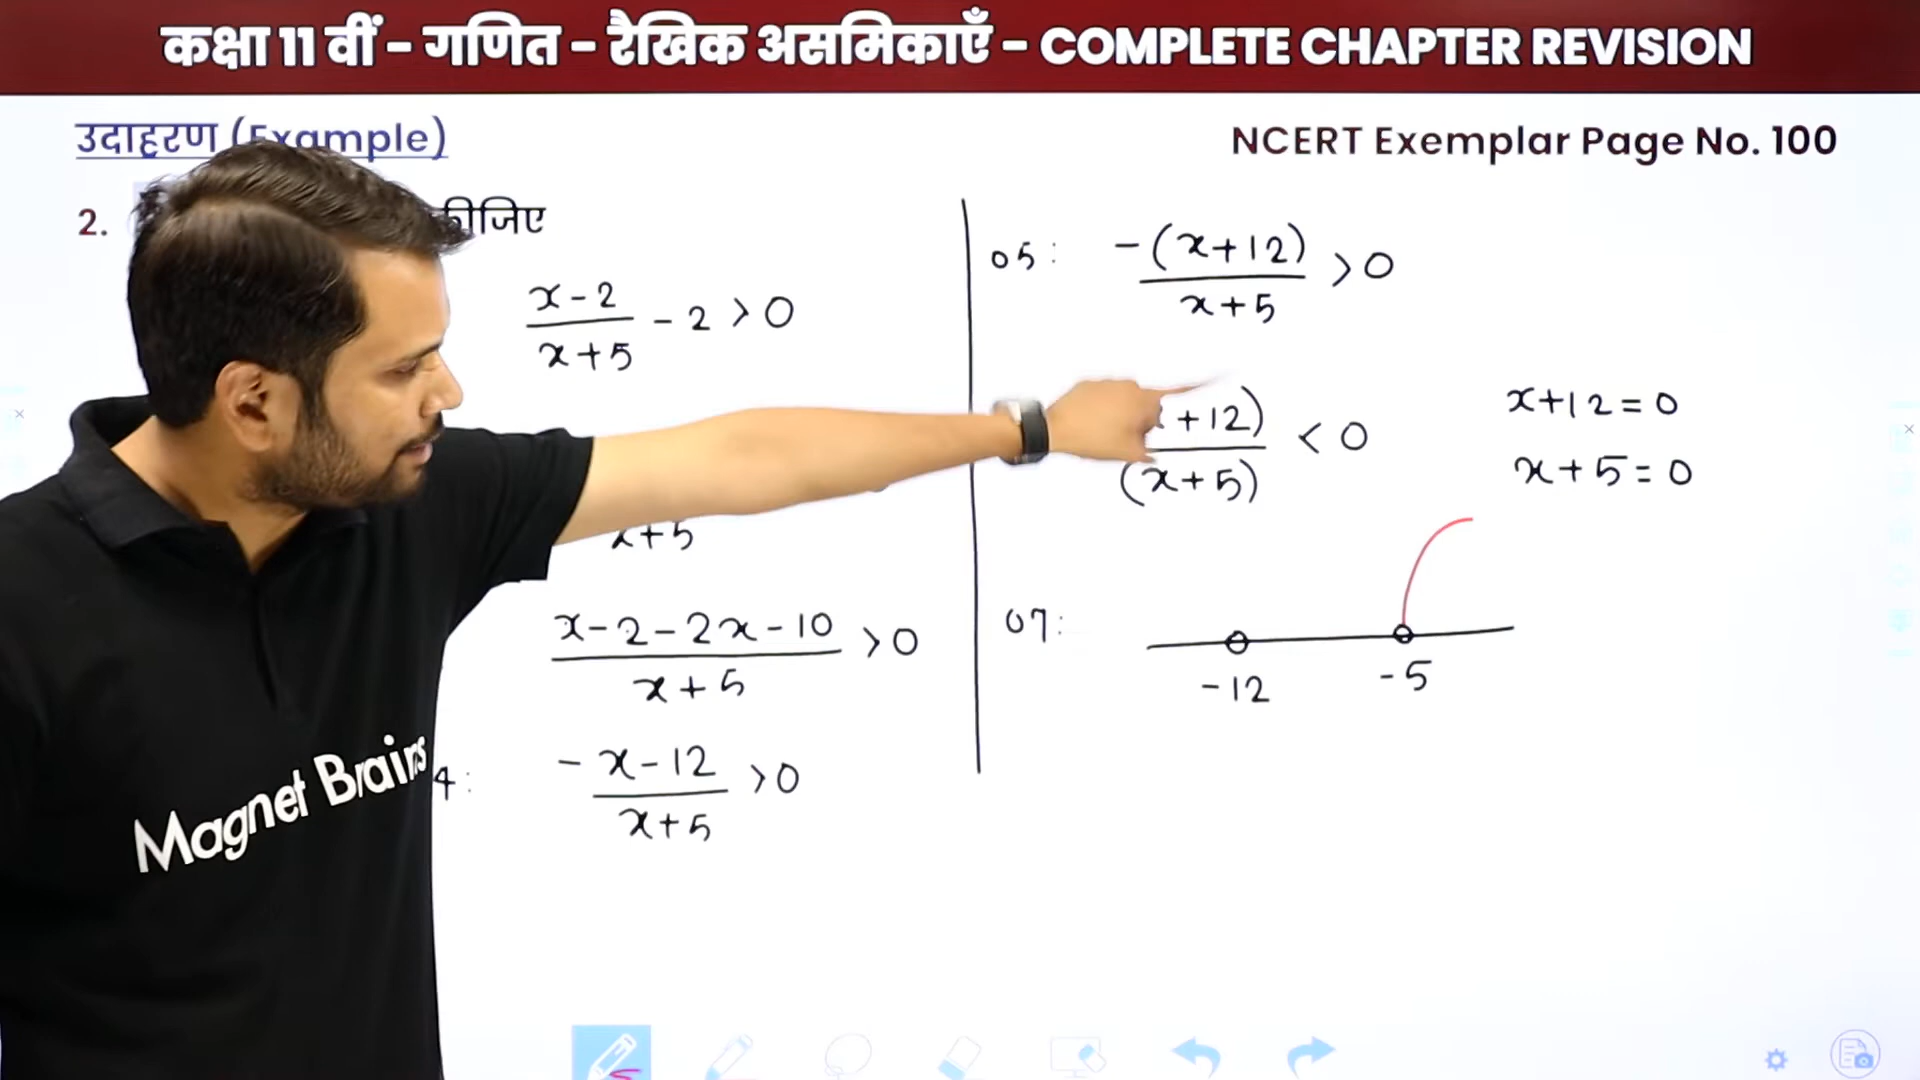 कक्षा 11 वीं - गणित - रैखिक असमिकाएँ - COMPLETE CHAPTER REVISION
उदाहरण (Example)
NCERT Exemplar Page No. 100
2.
x-2
x+5
- 2 > 0
x+5
x-2-2x-10
x+5
>0
4:
-x-12
x+5
>0
05:
-(x+12)
x+5
>0
+12)
(x+5)
< 0
x+12=0
x+5=0
07:
-12
-5
Magnet Brains